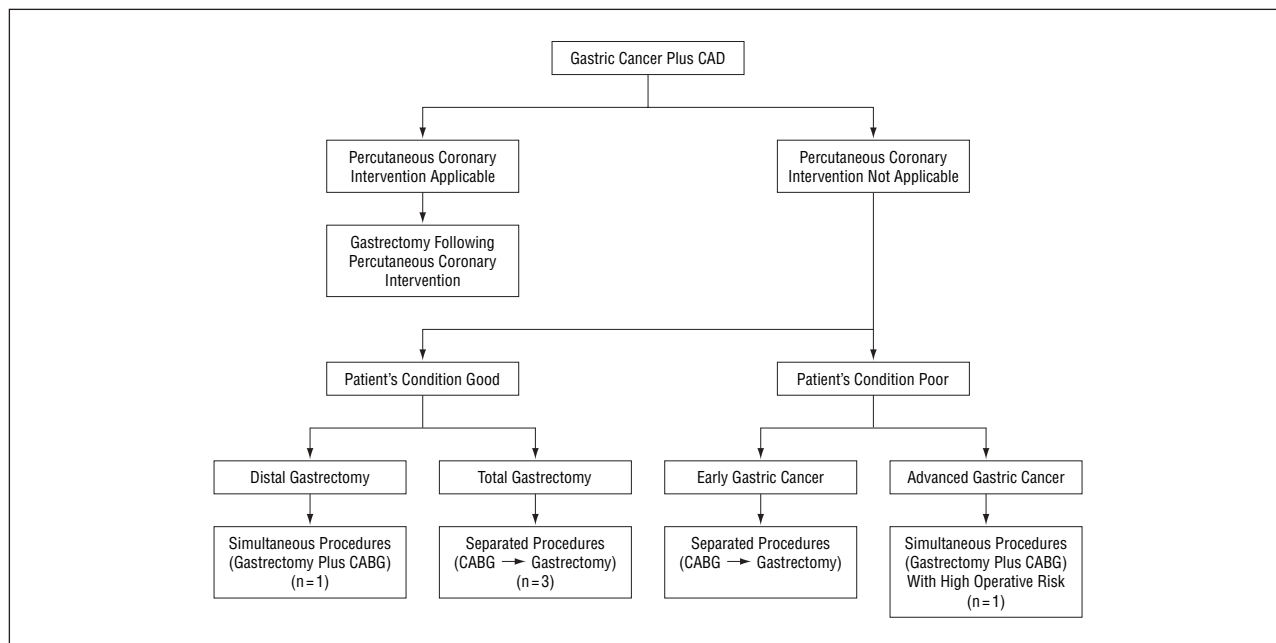 Gastric Cancer Plus CAD
Percutaneous Coronary
Intervention Applicable
Percutaneous Coronary
Intervention Not Applicable
Gastrectomy Following
Percutaneous Coronary
Intervention
Patient's Condition Good
Patient's Condition Poor
Distal Gastrectomy
Total Gastrectomy
Early Gastric Cancer
Advanced Gastric Cancer
Simultaneous Procedures
(Gastrectomy Plus CABG)
(n = 1)
Separated Procedures
(CABG → Gastrectomy)
(n = 3)
Separated Procedures
(CABG → Gastrectomy)
Simultaneous Procedures
(Gastrectomy Plus CABG)
With High Operative Risk
(n = 1)